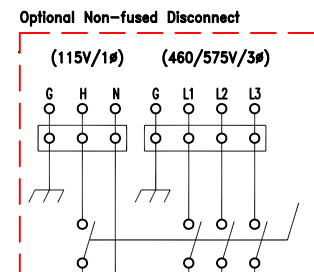 Optional Non-fused Disconnect
(115V/1ø) (460/575V/3ø)
G H N G L1 L2 L3